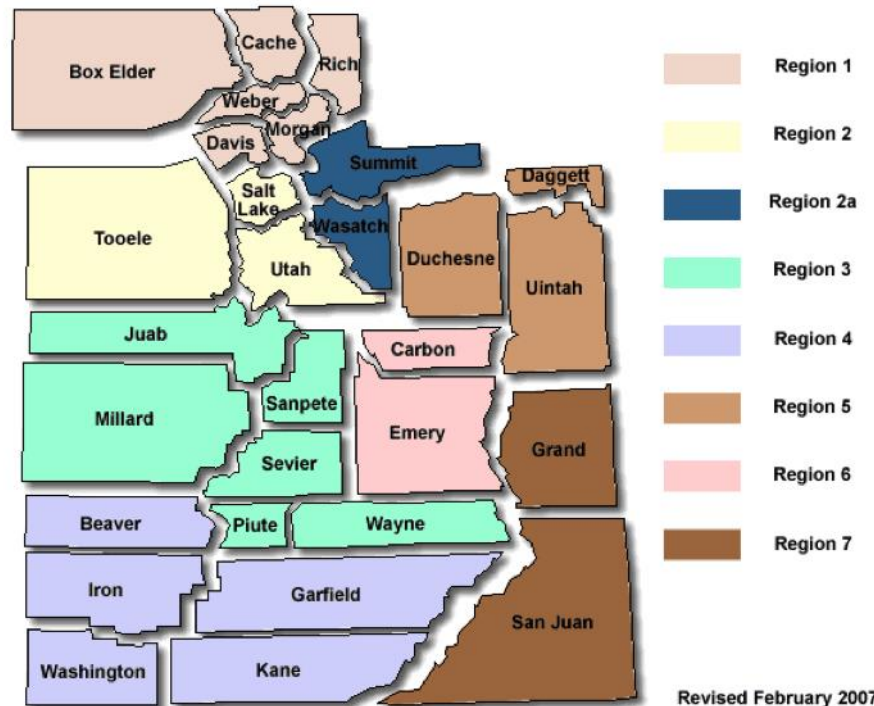 Cache
Rich
Box Elder
Weber
Morgan
Davis
Summit
Daggett
Salt
Lake
Wasatch
Tooele
Duchesne
Utah
Uintah
Juab
Carbon
Sanpete
Millard
Emery
Grand
Sevier
Beaver
Piute
Wayne
Iron
Garfield
San Juan
Washington
Kane
Region 1
Region 2
Region 2a
Region 3
Region 4
Region 5
Region 6
Region 7
Revised February 2007